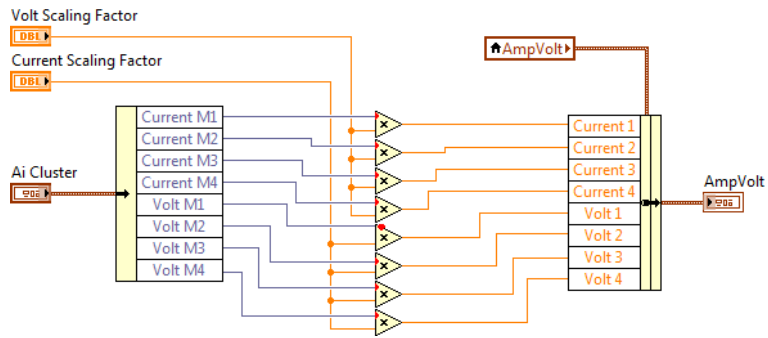 Volt Scaling Factor
DBL
Current Scaling Factor
DBL
AmpVolt
Ai Cluster
Current M1
Current M2
Current M3
Current M4
Volt M1
Volt M2
Volt M3
Volt M4
Current 1
Current 2
Current 3
Current 4
Volt 1
Volt 2
Volt 3
Volt 4
AmpVolt